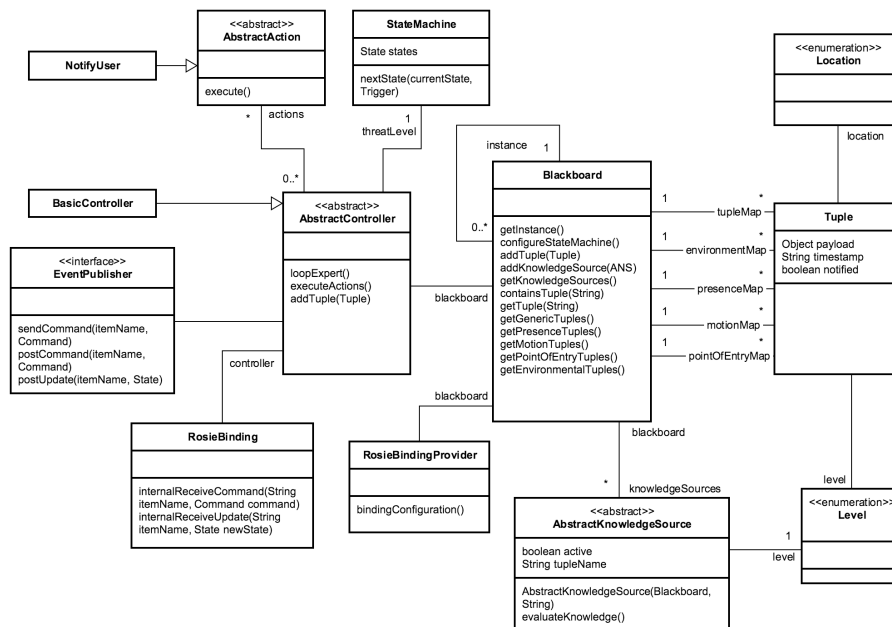 <<abstract>>
AbstractAction
execute()
StateMachine
State states
nextState(currentState,
Trigger)
NotifyUser
*
actions
1
threatLevel
0..*
BasicController
<<abstract>>
AbstractController
loopExpert()
executeActions()
addTuple(Tuple)
<<interface>>
EventPublisher
sendCommand(itemName,
Command)
postCommand(itemName,
Command)
postUpdate(itemName, State)
controller
RosieBinding
internalReceiveCommand(String
itemName, Command command)
internalReceiveUpdate(String
itemName, State newState)
instance
1
0..*
blackboard
Blackboard
getInstance()
configureStateMachine()
addTuple(Tuple)
addKnowledgeSource(ANS)
getKnowledgeSources()
containsTuple(String)
getTuple(String)
getGenericTuples()
getPresenceTuples()
getMotionTuples()
getPointOfEntryTuples()
getEnvironmentalTuples()
1
*
tupleMap
1
*
environmentMap
1
*
presenceMap
1
*
motionMap
1
*
pointOfEntryMap
<<enumeration>>
Location
location
Tuple
Object payload
String timestamp
boolean notified
blackboard
RosieBindingProvider
bindingConfiguration()
blackboard
*
knowledgeSources
<<abstract>>
AbstractKnowledgeSource
boolean active
String tupleName
AbstractKnowledgeSource(Blackboard,
String)
evaluateKnowledge()
1
level
level
<<enumeration>>
Level